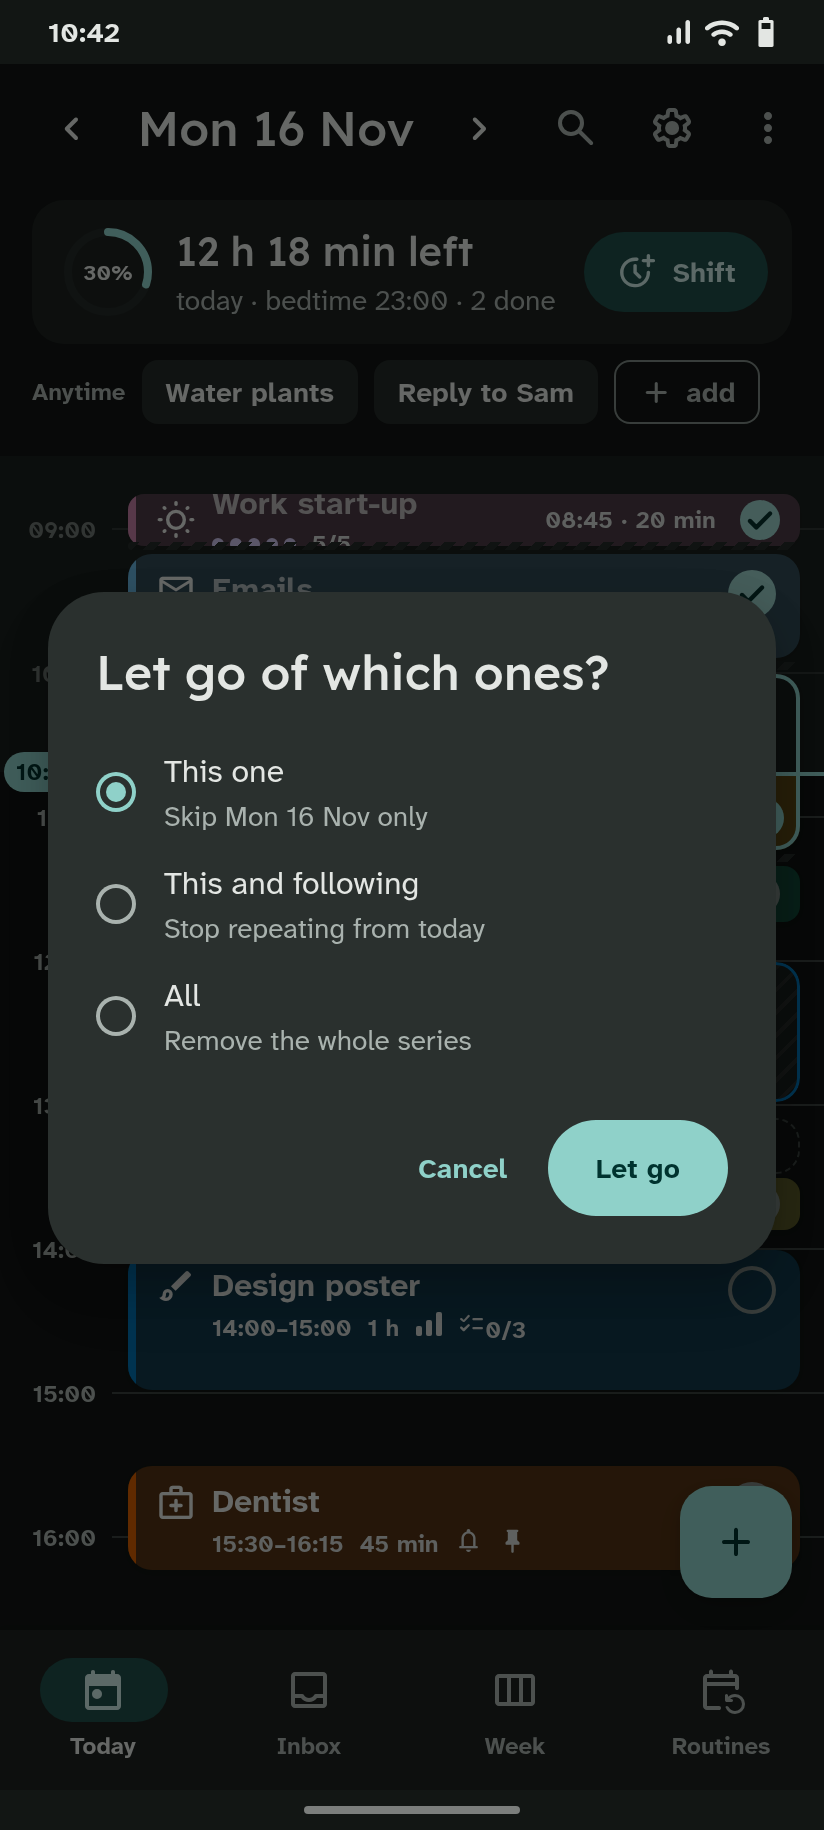 10:42
Mon 16 Nov
30%
12 h 18 min left
today · bedtime 23:00 · 2 done
Shift
Anytime
Water plants
Reply to Sam
add
09:00
Work start-up
5/5
08:45 · 20 min
Emails
Let go of which ones?
This one
Skip Mon 16 Nov only
This and following
Stop repeating from today
All
Remove the whole series
Cancel
Let go
Design poster
14:00–15:00 1 h 0/3
15:00
Dentist
15:30–16:15 45 min
16:00
Today
Inbox
Week
Routines